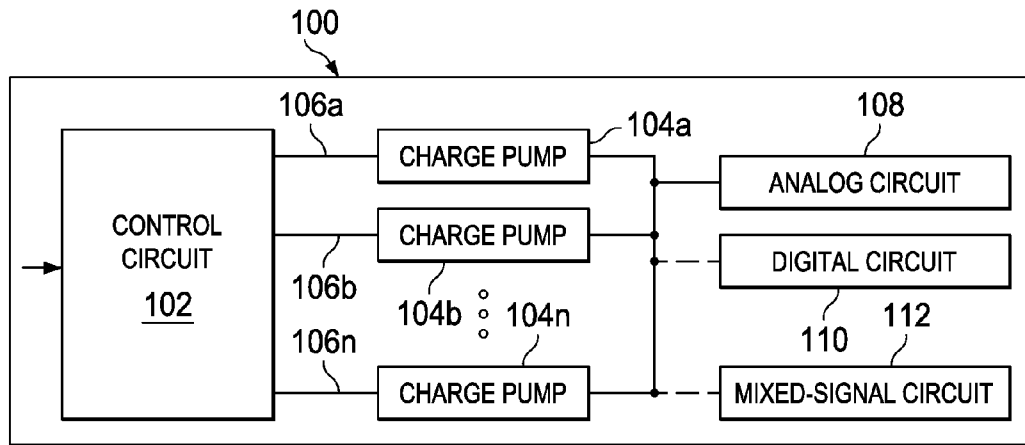 100
106a
CHARGE PUMP
104a
108
ANALOG CIRCUIT
CONTROL
CIRCUIT
102
106b
CHARGE PUMP
104b
DIGITAL CIRCUIT
110
106n
CHARGE PUMP
104n
112
MIXED-SIGNAL CIRCUIT